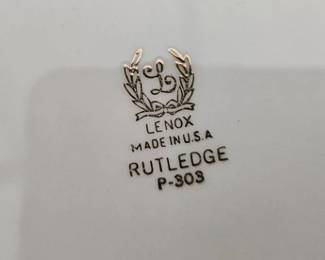 L
LENOX
MADE IN U.S.A
RUTLEDGE
P-303